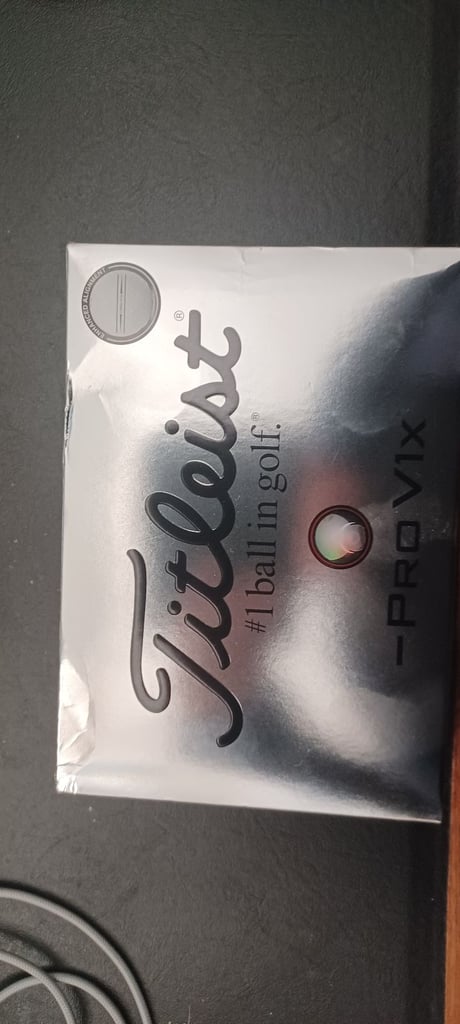 ENHANCED ALIGNMENT
Titleist®
#1 ball in golf.®
–PRO V1x